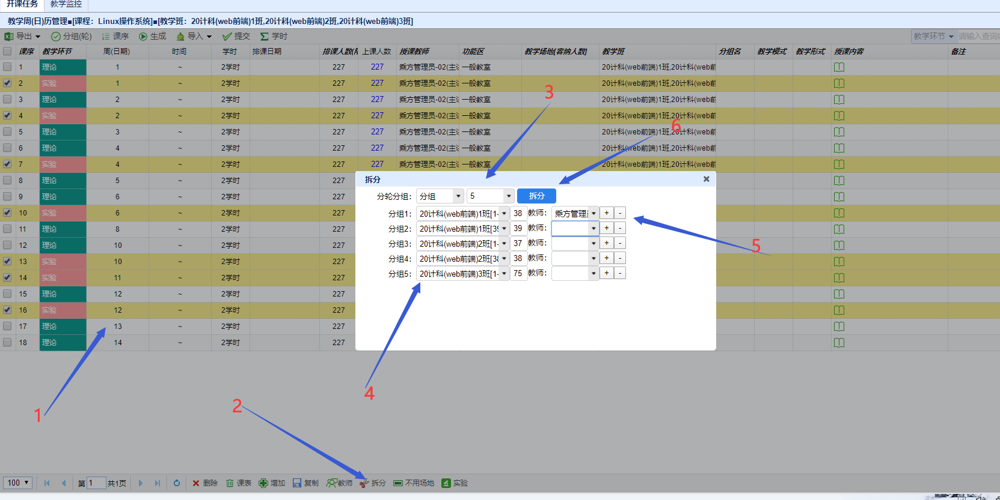 开课任务 教学监控
教学周(日)历管理■[课程：Linux操作系统]■[教学班：20计科(web前端)1班,20计科(web前端)2班,20计科(web前端)3班]
导出 分组(轮) 课序 生成 导入 提交 学时 教学环节 请输入查询
课序 教学环节 周(日期) 时间 学时 排课日期 排课人数(限 上课人数 授课教师 功能区 教学场地[容纳人数] 教学班 分组名 教学模式 教学形式 授课内容 备注
1 理论 1 ~ 2学时 227 227 乘方管理员-02(主讲 一般教室 20计科(web前端)1班,20计科(web前
2 实验 1 ~ 2学时 227 227 乘方管理员-02(主讲 一般教室 20计科(web前端)1班,20计科(web前
3 理论 2 ~ 2学时 227 227 乘方管理员-02(主讲 一般教室 20计科(web前端)1班,20计科(web前
3
4 实验 2 ~ 2学时 227 227 乘方管理员-02(主讲 一般教室 20计科(web前端)1班,20计科(web前
6
5 理论 3 ~ 2学时 227 227 乘方管理员-02(主讲 一般教室 20计科(web前端)1班,20计科(web前
6 理论 4 ~ 2学时 227 227 乘方管理员-02(主讲 一般教室 20计科(web前端)1班,20计科(web前
7 实验 4 ~ 2学时 227 227 乘方管理员-02(主讲 一般教室 20计科(web前端)1班,20计科(web前
8 理论 5 ~ 2学时 227
9 理论 6 ~ 2学时 227
10 实验 6 ~ 2学时 227
11 理论 8 ~ 2学时 227
12 理论 10 ~ 2学时 227
13 实验 10 ~ 2学时 227
14 实验 11 ~ 2学时 227
15 理论 12 ~ 2学时 227
16 实验 12 ~ 2学时 227
17 理论 13 ~ 2学时 227
18 理论 14 ~ 2学时 227
拆分
分轮分组： 分组 5 拆分
分组1： 20计科(web前端)1班[1- 38 教师： 乘方管理 + -
分组2： 20计科(web前端)1班[39 39 教师： + -
分组3： 20计科(web前端)2班[1- 37 教师： + -
5
分组4： 20计科(web前端)2班[38 38 教师： + -
分组5： 20计科(web前端)3班[1- 75 教师： + -
4
2
1
100 第 1 共1页 删除 课表 增加 复制 教师 拆分 不用场地 实验